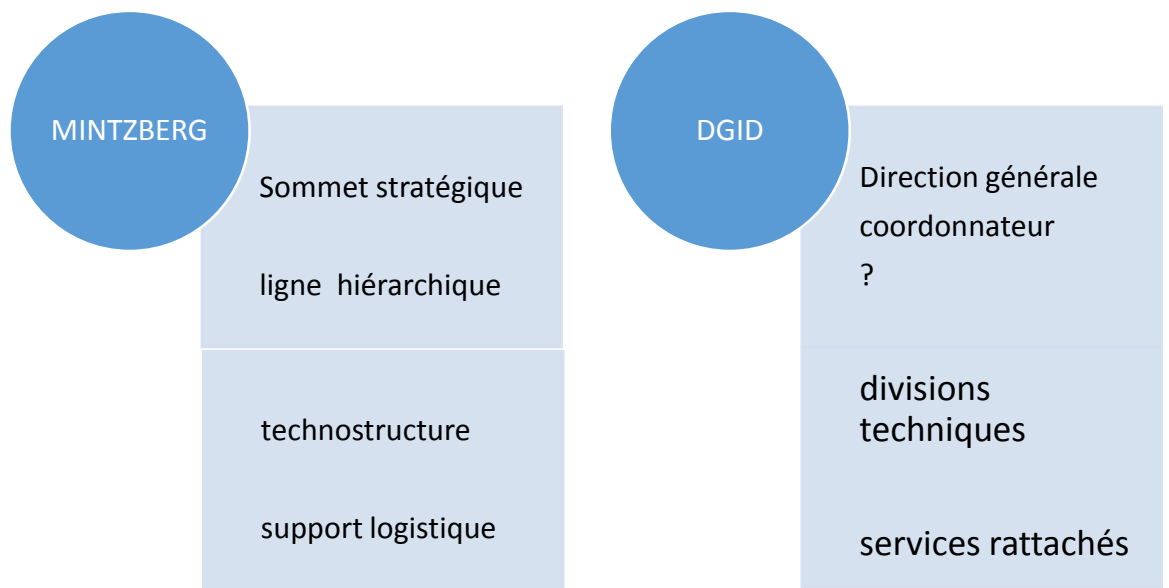 MINTZBERG
Sommet stratégique
ligne hiérarchique
technostructure
support logistique
DGID
Direction générale
coordonnateur
?
divisions
techniques
services rattachés